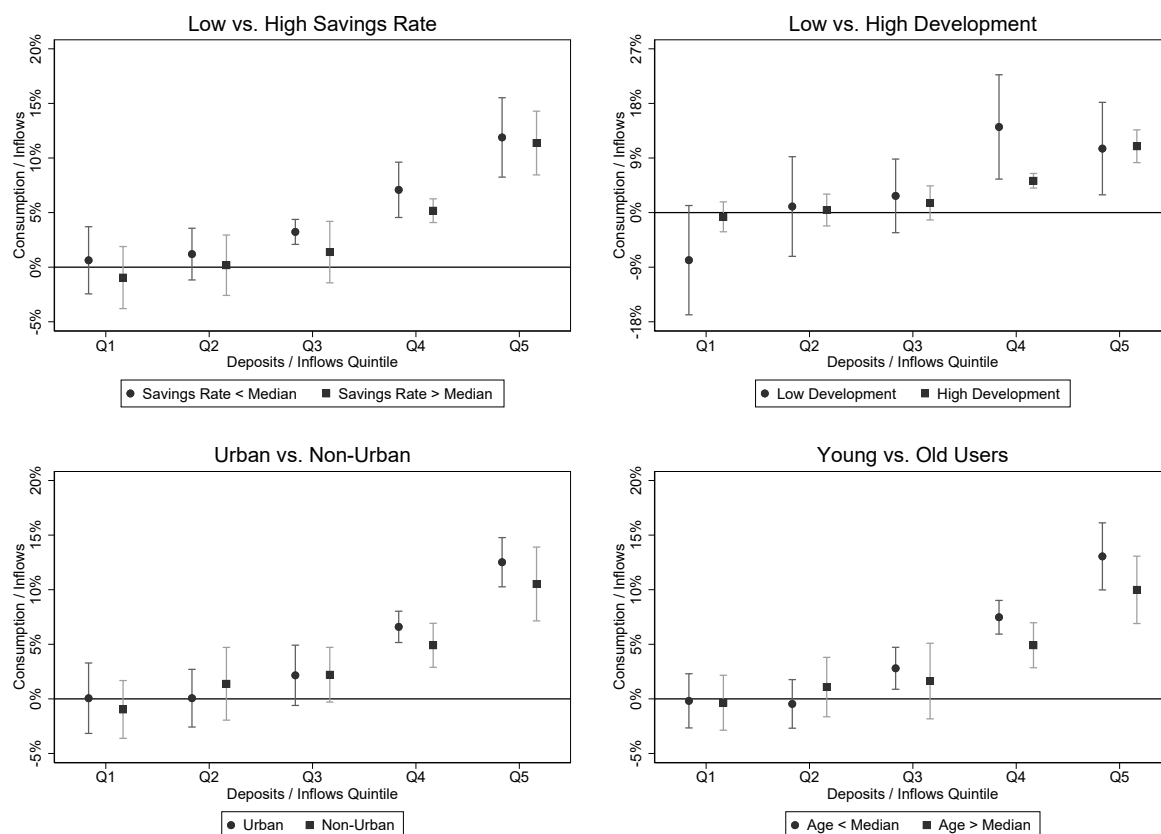 Low vs. High Savings Rate
Consumption / Inflows
20%
15%
10%
5%
0%
-5%
Q1 Q2 Q3 Q4 Q5
Deposits / Inflows Quintile
Savings Rate < Median Savings Rate > Median
Low vs. High Development
Consumption / Inflows
27%
18%
9%
0%
-9%
-18%
Q1 Q2 Q3 Q4 Q5
Deposits / Inflows Quintile
Low Development High Development
Urban vs. Non-Urban
Consumption / Inflows
20%
15%
10%
5%
0%
-5%
Q1 Q2 Q3 Q4 Q5
Deposits / Inflows Quintile
Urban Non-Urban
Young vs. Old Users
Consumption / Inflows
20%
15%
10%
5%
0%
-5%
Q1 Q2 Q3 Q4 Q5
Deposits / Inflows Quintile
Age < Median Age > Median